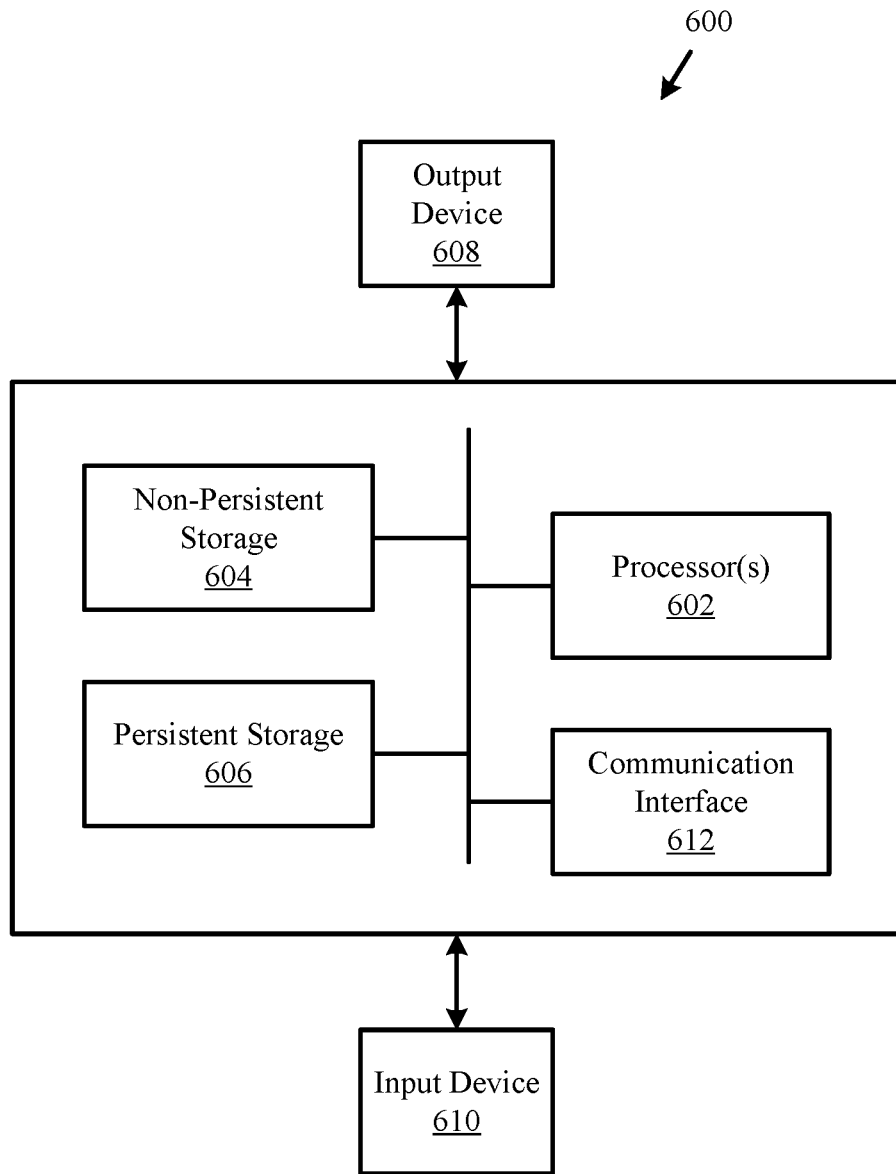 600
Output
Device
608
Non-Persistent
Storage
604
Processor(s)
602
Persistent Storage
606
Communication
Interface
612
Input Device
610